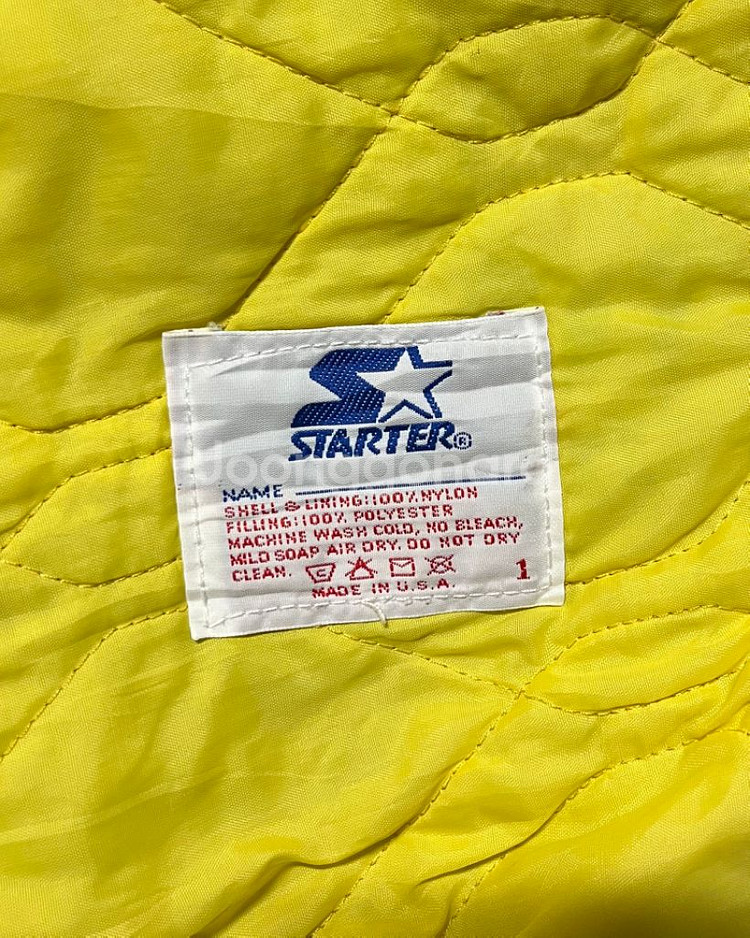 STARTER®
NAME
SHELL & LINING:100% NYLON
FILLING:100% POLYESTER
MACHINE WASH COLD, NO BLEACH,
MILD SOAP AIR DRY. DO NOT DRY
CLEAN.
1
MADE IN U.S.A.
joongdonara